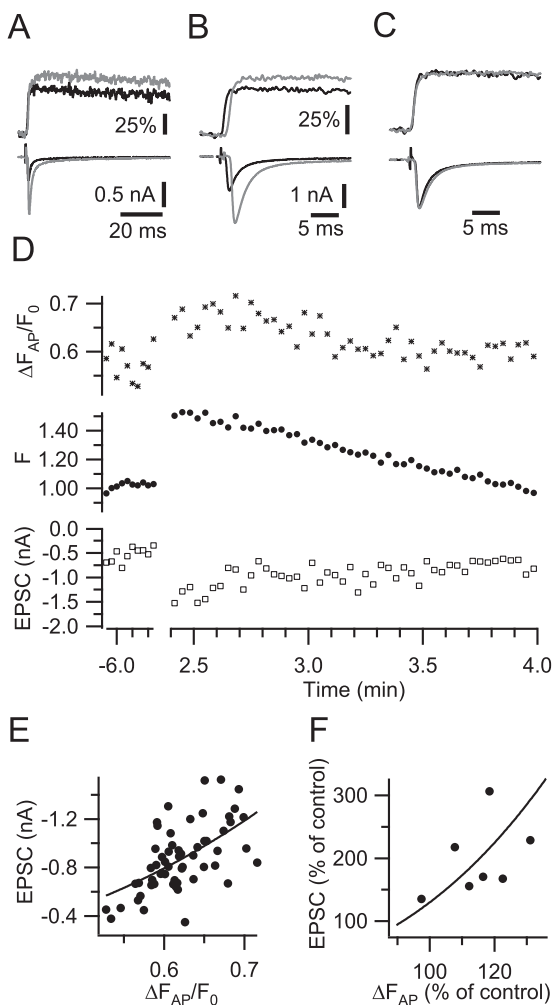 A
B
C
25%
25%
0.5 nA
1 nA
20 ms
5 ms
5 ms
D
ΔF_AP/F_0
0.7
0.6
F
1.40
1.20
1.00
EPSC (nA)
0.0
-0.5
-1.0
-1.5
-2.0
-6.0 2.5 3.0 3.5 4.0
Time (min)
E
EPSC (nA)
-1.2
-0.8
-0.4
0.6 0.7
ΔF_AP/F_0
F
EPSC (% of control)
300
200
100
100 120
ΔF_AP (% of control)